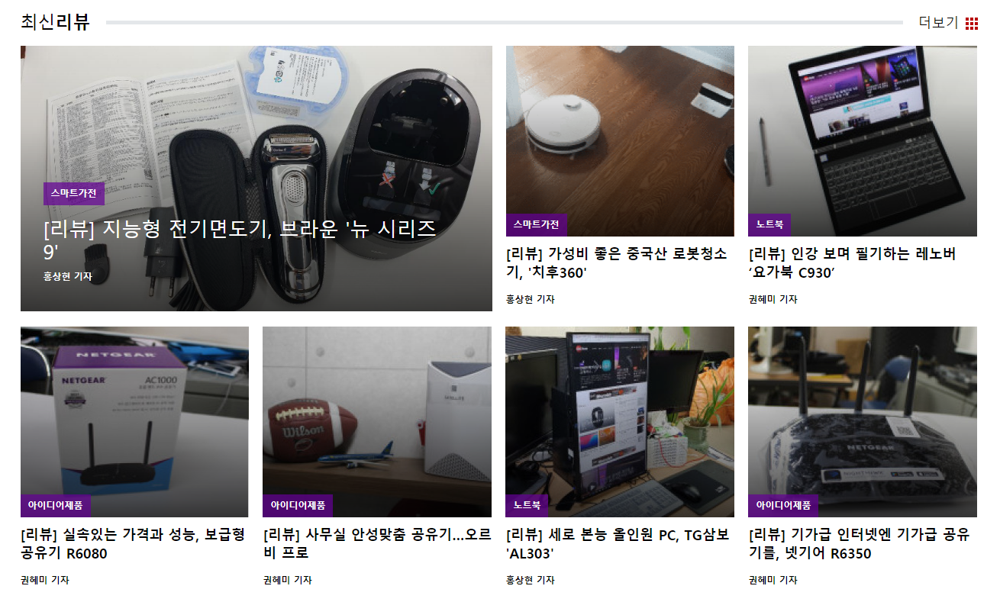 최신리뷰
더보기
스마트가전
[리뷰] 지능형 전기면도기, 브라운 '뉴 시리즈
9'
홍상현 기자
스마트가전
[리뷰] 가성비 좋은 중국산 로봇청소
기, '치후360'
홍상현 기자
노트북
[리뷰] 인강 보며 필기하는 레노버
‘요가북 C930’
권혜미 기자
NETGEAR
NETGEAR
AC1000
아이디어제품
[리뷰] 실속있는 가격과 성능, 보급형
공유기 R6080
권혜미 기자
Wilson
아이디어제품
[리뷰] 사무실 안성맞춤 공유기...오르
비 프로
권혜미 기자
노트북
[리뷰] 세로 본능 올인원 PC, TG삼보
'AL303'
홍상현 기자
NETGEAR
NIGHTHAWK
아이디어제품
[리뷰] 기가급 인터넷엔 기가급 공유
기를, 넷기어 R6350
권혜미 기자